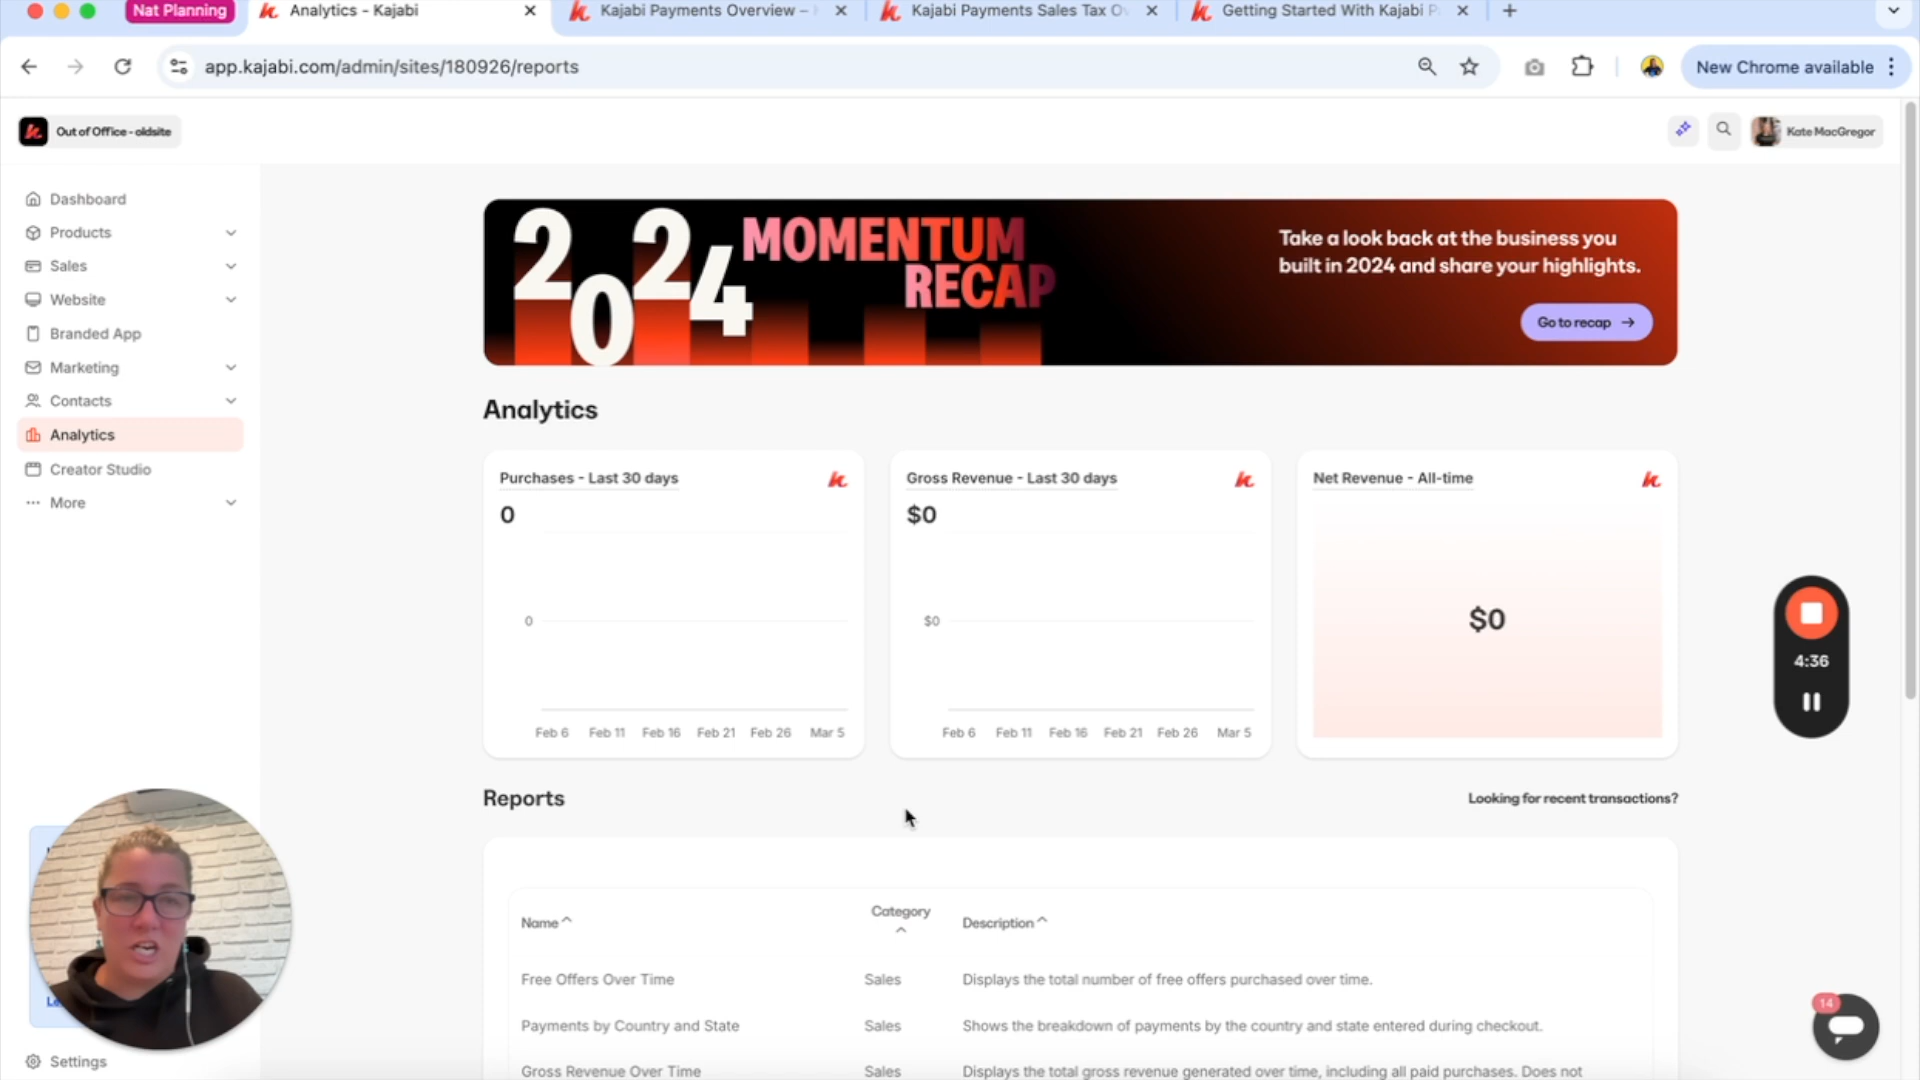 Nat Planning
Analytics - Kajabi
Kajabi Payments Overview –
Kajabi Payments Sales Tax O
Getting Started With Kajabi P
app.kajabi.com/admin/sites/180926/reports
New Chrome available
Out of Office - oldsite
Kate MacGregor
Dashboard
Products
Sales
Website
Branded App
Marketing
Contacts
Analytics
Creator Studio
More
Settings
2024
MOMENTUM
RECAP
Take a look back at the business you
built in 2024 and share your highlights.
Go to recap →
Analytics
Purchases - Last 30 days
0
0
Feb 6 Feb 11 Feb 16 Feb 21 Feb 26 Mar 5
Gross Revenue - Last 30 days
$0
$0
Feb 6 Feb 11 Feb 16 Feb 21 Feb 26 Mar 5
Net Revenue - All-time
$0
4:36
Reports
Looking for recent transactions?
Name Category Description
Free Offers Over Time Sales Displays the total number of free offers purchased over time.
Payments by Country and State Sales Shows the breakdown of payments by the country and state entered during checkout.
Gross Revenue Over Time Sales Displays the total gross revenue generated over time, including all paid purchases. Does not
14